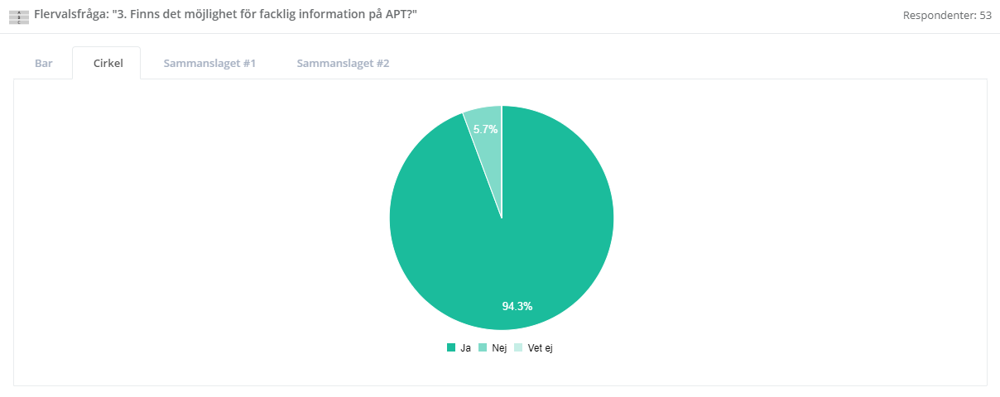 Flervalsfråga: "3. Finns det möjlighet för facklig information på APT?"
Respondenter: 53
Bar
Cirkel
Sammanslaget #1
Sammanslaget #2
5.7%
94.3%
Ja
Nej
Vet ej